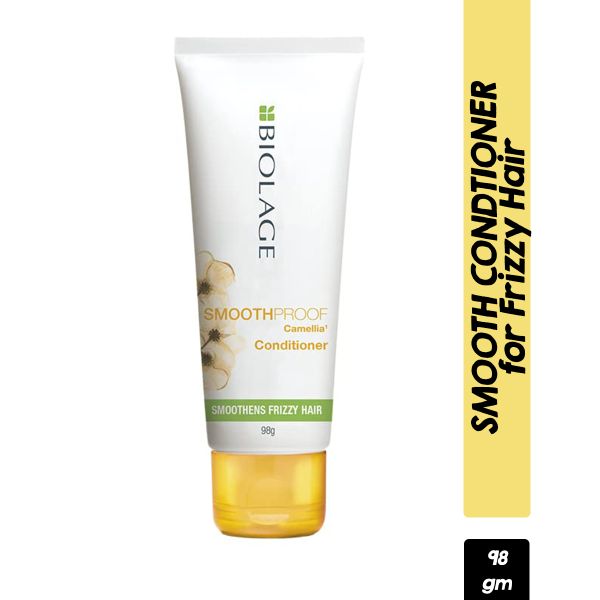 BIOLAGE
SMOOTHPROOF
Camellia¹
Conditioner
SMOOTHENS FRIZZY HAIR
98g
SMOOTH CONDTIONER
for Frizzy Hair
98
gm